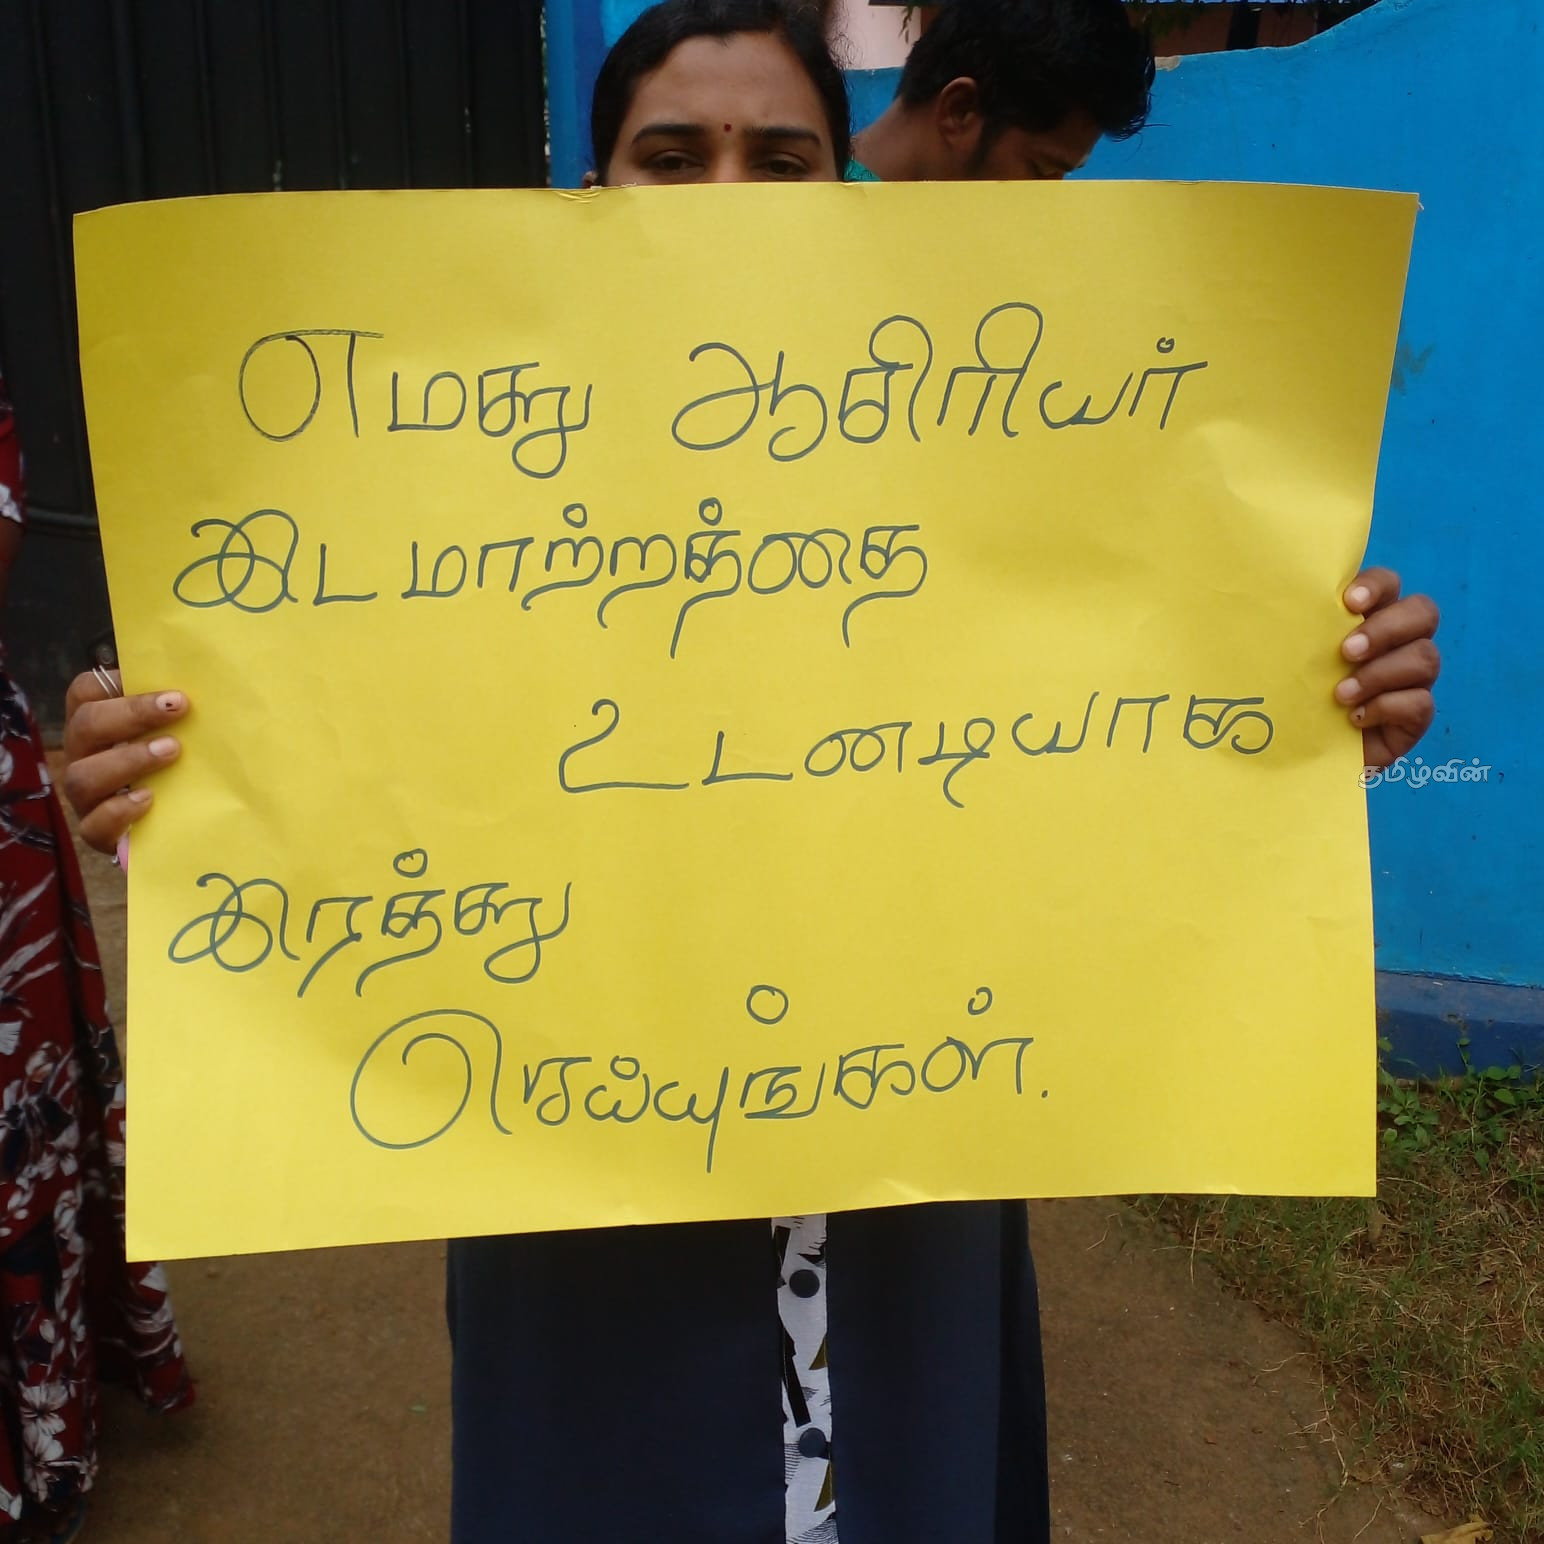 எமது ஆசிரியர்
இடமாற்றத்தை
உடனடியாக
இரத்து
செய்யுங்கள்.
தமிழ்வின்